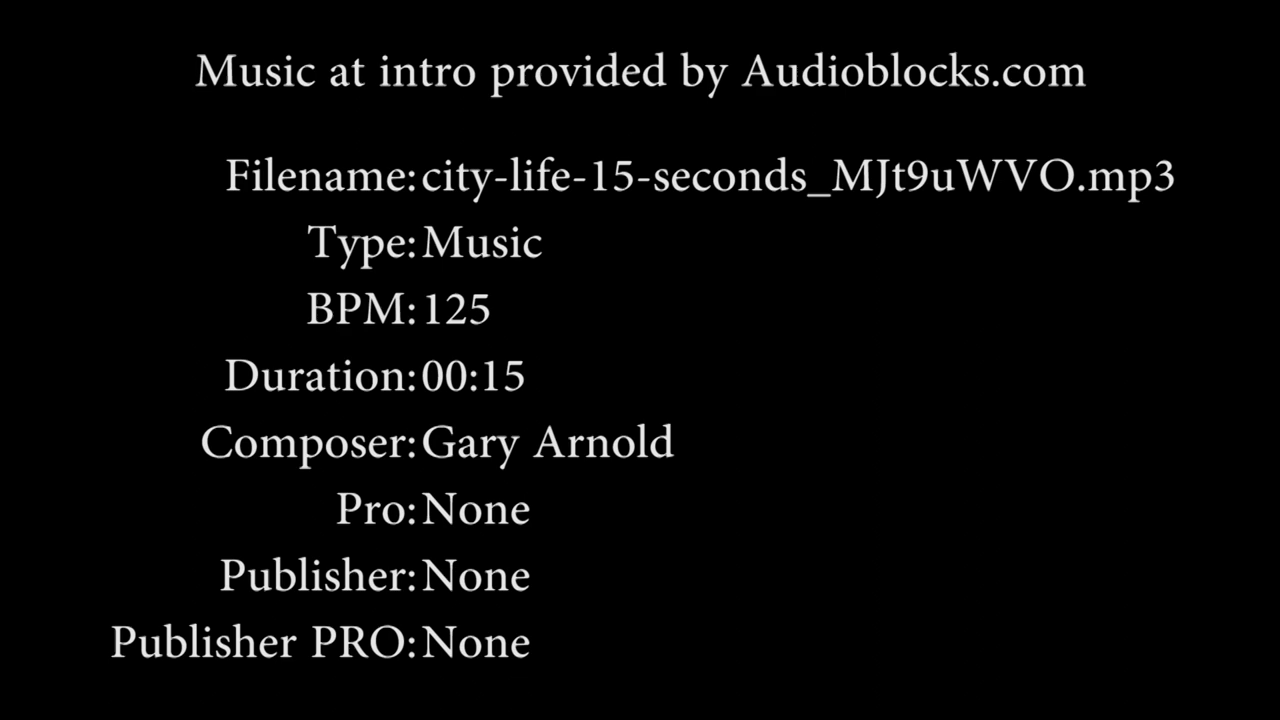 Music at intro provided by Audioblocks.com
Filename: city-life-15-seconds_MJt9uWVO.mp3
Type: Music
BPM: 125
Duration: 00:15
Composer: Gary Arnold
Pro: None
Publisher: None
Publisher PRO: None